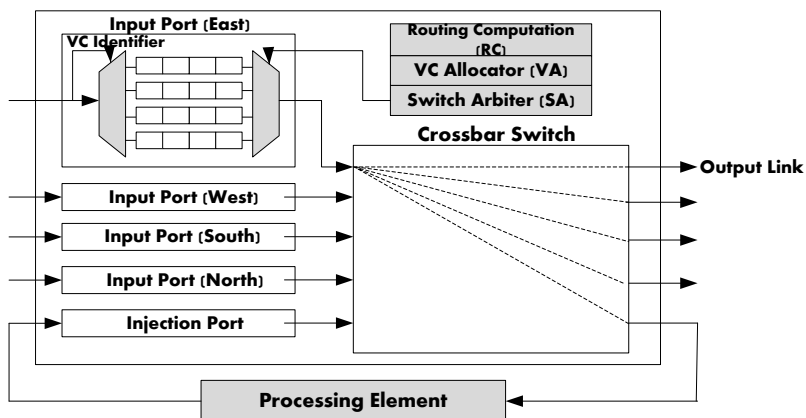 Input Port (East)
VC Identifier
Routing Computation
(RC)
VC Allocator (VA)
Switch Arbiter (SA)
Crossbar Switch
Output Link
Input Port (West)
Input Port (South)
Input Port (North)
Injection Port
Processing Element